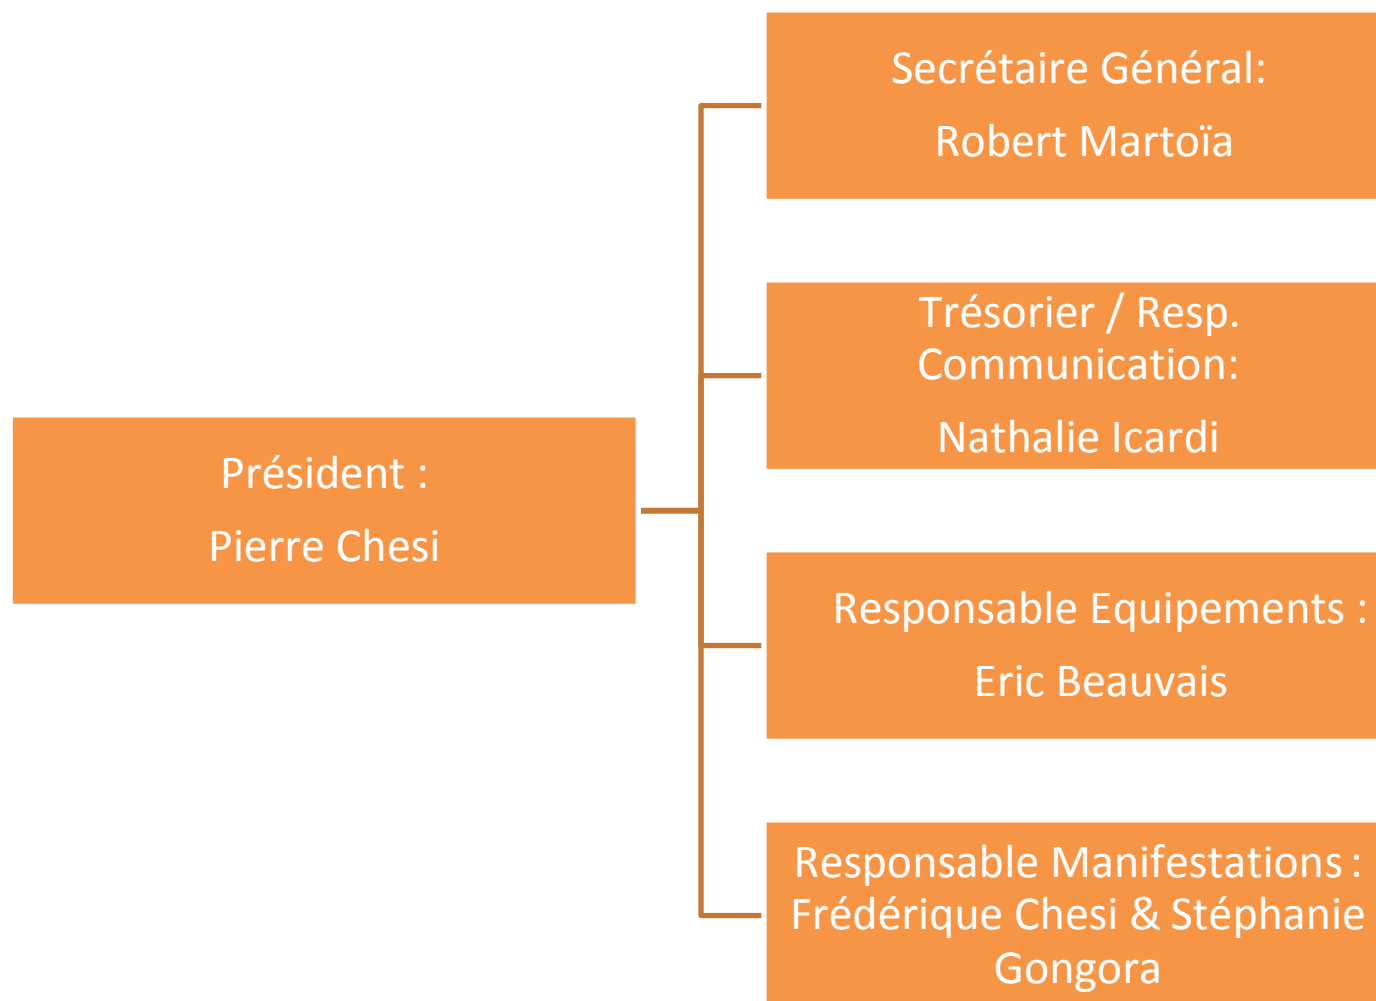 Secrétaire Général:
Robert Martoïa
Trésorier / Resp.
Communication:
Nathalie Icardi
Président :
Pierre Chesi
Responsable Equipements :
Eric Beauvais
Responsable Manifestations :
Frédérique Chesi & Stéphanie
Gongora